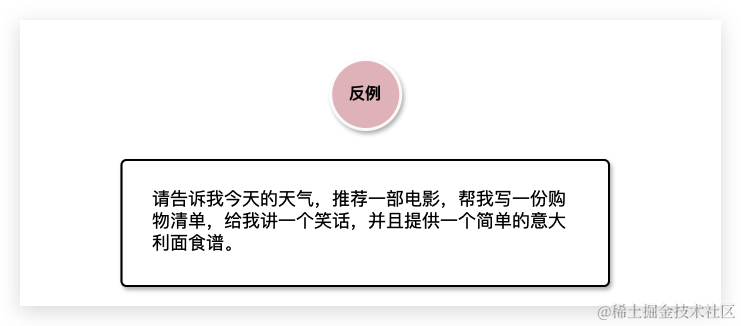 反例
请告诉我今天的天气，推荐一部电影，帮我写一份购
物清单，给我讲一个笑话，并且提供一个简单的意大
利面食谱。
@稀土掘金技术社区